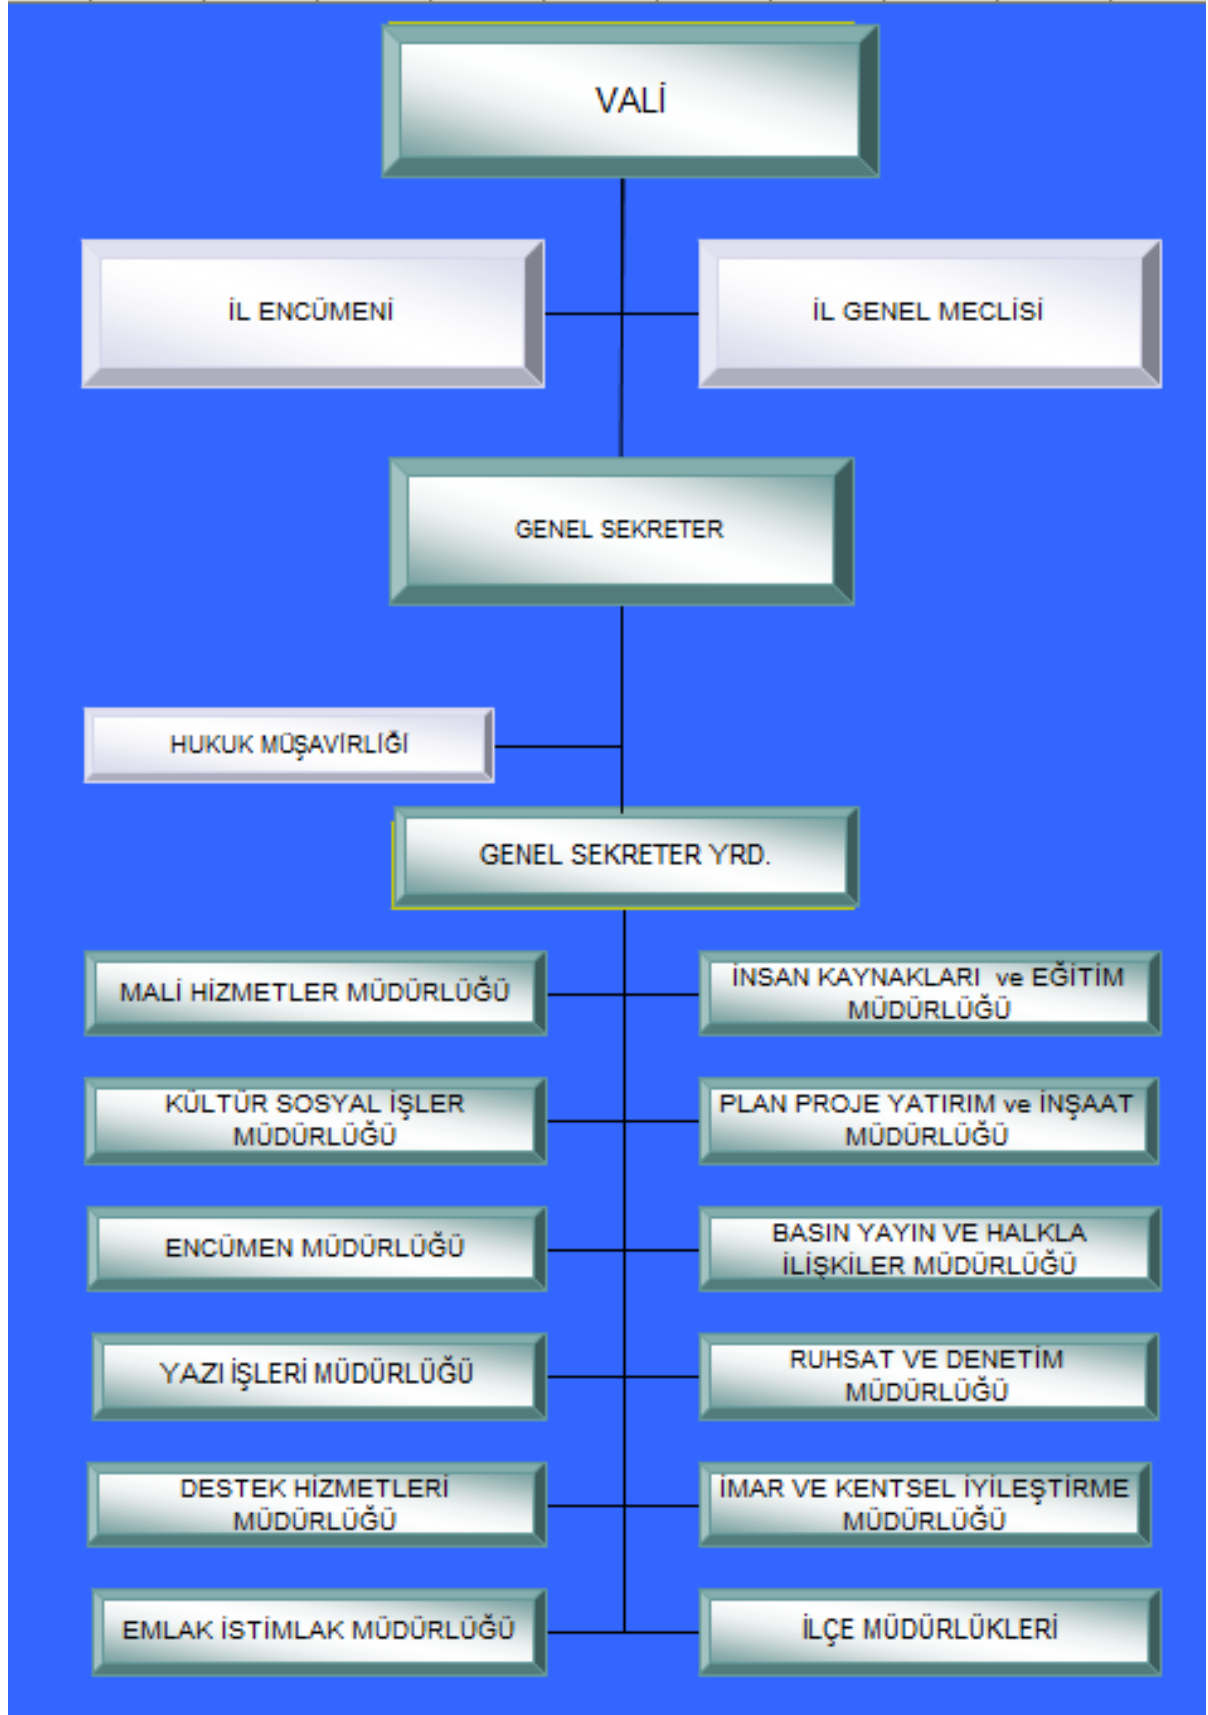 VALİ
İL ENCÜMENİ
İL GENEL MECLİSİ
GENEL SEKRETER
HUKUK MÜŞAVİRLİĞİ
GENEL SEKRETER YRD.
MALİ HİZMETLER MÜDÜRLÜĞÜ
İNSAN KAYNAKLARI ve EĞİTİM
MÜDÜRLÜĞÜ
KÜLTÜR SOSYAL İŞLER
MÜDÜRLÜĞÜ
PLAN PROJE YATIRIM ve İNŞAAT
MÜDÜRLÜĞÜ
ENCÜMEN MÜDÜRLÜĞÜ
BASIN YAYIN VE HALKLA
İLİŞKİLER MÜDÜRLÜĞÜ
YAZI İŞLERİ MÜDÜRLÜĞÜ
RUHSAT VE DENETİM
MÜDÜRLÜĞÜ
DESTEK HİZMETLERİ
MÜDÜRLÜĞÜ
İMAR VE KENTSEL İYİLEŞTİRME
MÜDÜRLÜĞÜ
EMLAK İSTİMLAK MÜDÜRLÜĞÜ
İLÇE MÜDÜRLÜKLERİ